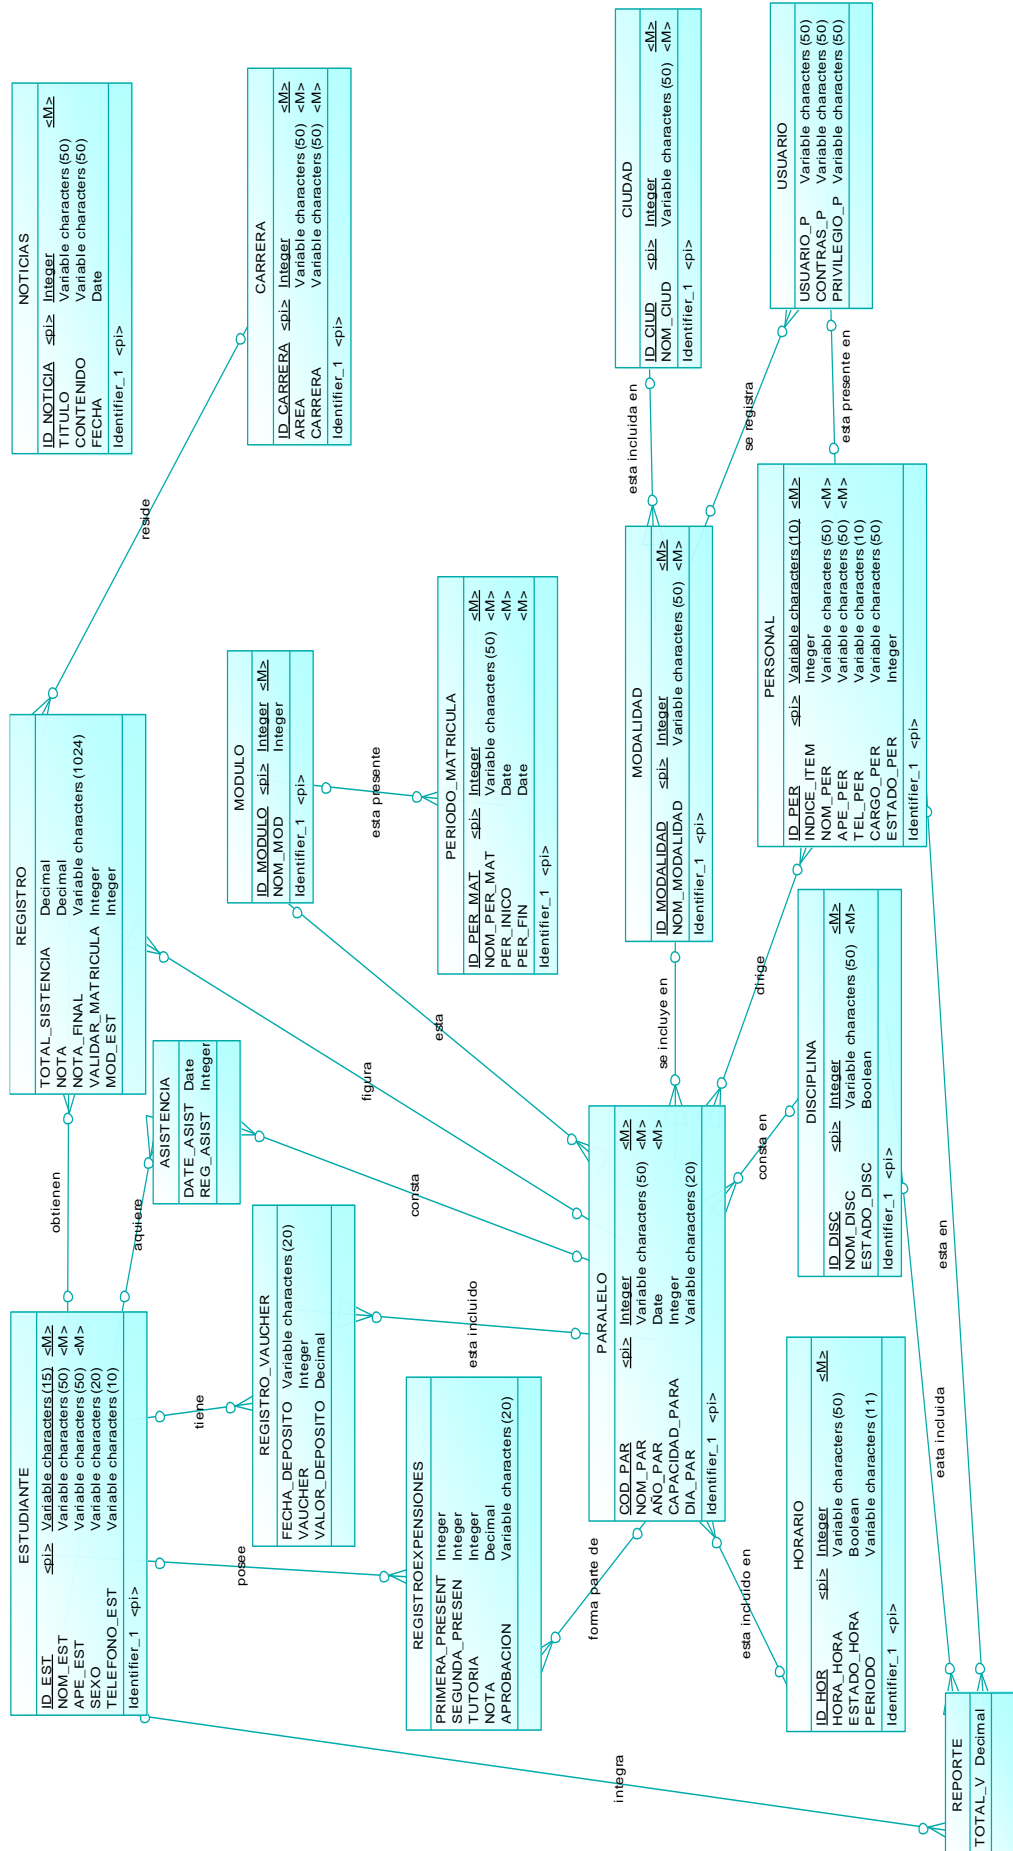 ESTUDIANTE
ID_EST <pi> Variable characters (15) <M>
NOM_EST Variable characters (50) <M>
APE_EST Variable characters (50) <M>
SEXO Variable characters (20)
TELEFONO_EST Variable characters (10)
Identifier_1 <pi>
obtienen
aquiere
tiene
posee
integra
REGISTRO
TOTAL_SISTENCIA Decimal
NOTA Decimal
NOTA_FINAL Variable characters (1024)
VALIDAR_MATRICULA Integer
MOD_EST Integer
reside
figura
NOTICIAS
ID_NOTICIA <pi> Integer <M>
TITULO Variable characters (50)
CONTENIDO Variable characters (50)
FECHA Date
Identifier_1 <pi>
ASISTENCIA
DATE_ASIST Date
REG_ASIST Integer
consta
CARRERA
ID_CARRERA <pi> Integer <M>
AREA Variable characters (50) <M>
CARRERA Variable characters (50) <M>
Identifier_1 <pi>
MODULO
ID_MODULO <pi> Integer <M>
NOM_MOD Integer
Identifier_1 <pi>
esta presente
esta
REGISTRO_VAUCHER
FECHA_DEPOSITO Variable characters (20)
VAUCHER Integer
VALOR_DEPOSITO Decimal
esta incluido
REGISTROEXPENSIONES
PRIMERA_PRESENT Integer
SEGUNDA_PRESEN Integer
TUTORIA Integer
NOTA Decimal
APROBACION Variable characters (20)
forma parte de
PERIODO_MATRICULA
ID_PER_MAT <pi> Integer <M>
NOM_PER_MAT Variable characters (50) <M>
PER_INICO Date <M>
PER_FIN Date <M>
Identifier_1 <pi>
PARALELO
COD_PAR <pi> Integer <M>
NOM_PAR Variable characters (50) <M>
AÑO_PAR Date <M>
CAPACIDAD_PARA Integer
DIA_PAR Variable characters (20)
Identifier_1 <pi>
se incluye en
dirige
consta en
esta incluido en
MODALIDAD
ID_MODALIDAD <pi> Integer <M>
NOM_MODALIDAD Variable characters (50) <M>
Identifier_1 <pi>
esta incluida en
se registra
CIUDAD
ID_CIUD <pi> Integer <M>
NOM_CIUD Variable characters (50) <M>
Identifier_1 <pi>
USUARIO
USUARIO_P Variable characters (50)
CONTRAS_P Variable characters (50)
PRIVILEGIO_P Variable characters (50)
esta presente en
PERSONAL
ID_PER <pi> Variable characters (10) <M>
INDICE_ITEM Integer
NOM_PER Variable characters (50) <M>
APE_PER Variable characters (50) <M>
TEL_PER Variable characters (10)
CARGO_PER Variable characters (50)
ESTADO_PER Integer
Identifier_1 <pi>
DISCIPLINA
ID_DISC <pi> Integer <M>
NOM_DISC Variable characters (50) <M>
ESTADO_DISC Boolean
Identifier_1 <pi>
HORARIO
ID_HOR <pi> Integer <M>
HORA_HORA Variable characters (50)
ESTADO_HORA Boolean
PERIODO Variable characters (11)
Identifier_1 <pi>
esta en
eata incluida
REPORTE
TOTAL_V Decimal